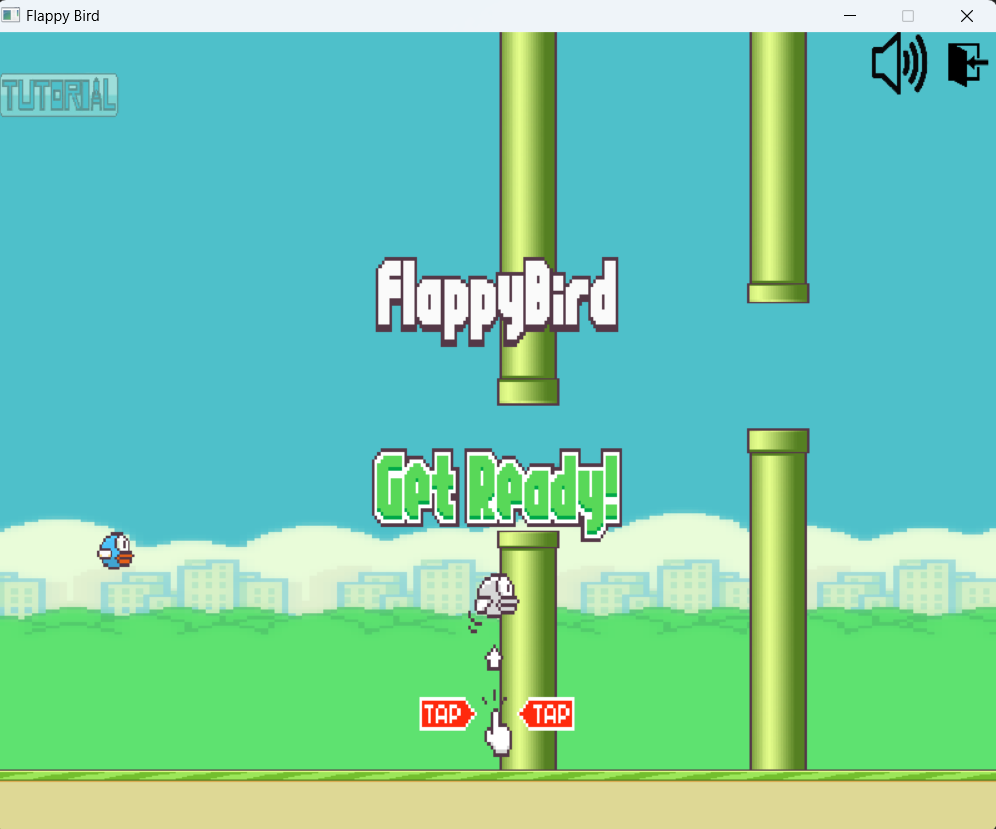 Flappy Bird
TUTORIAL
FlappyBird
Get Ready!
TAP TAP